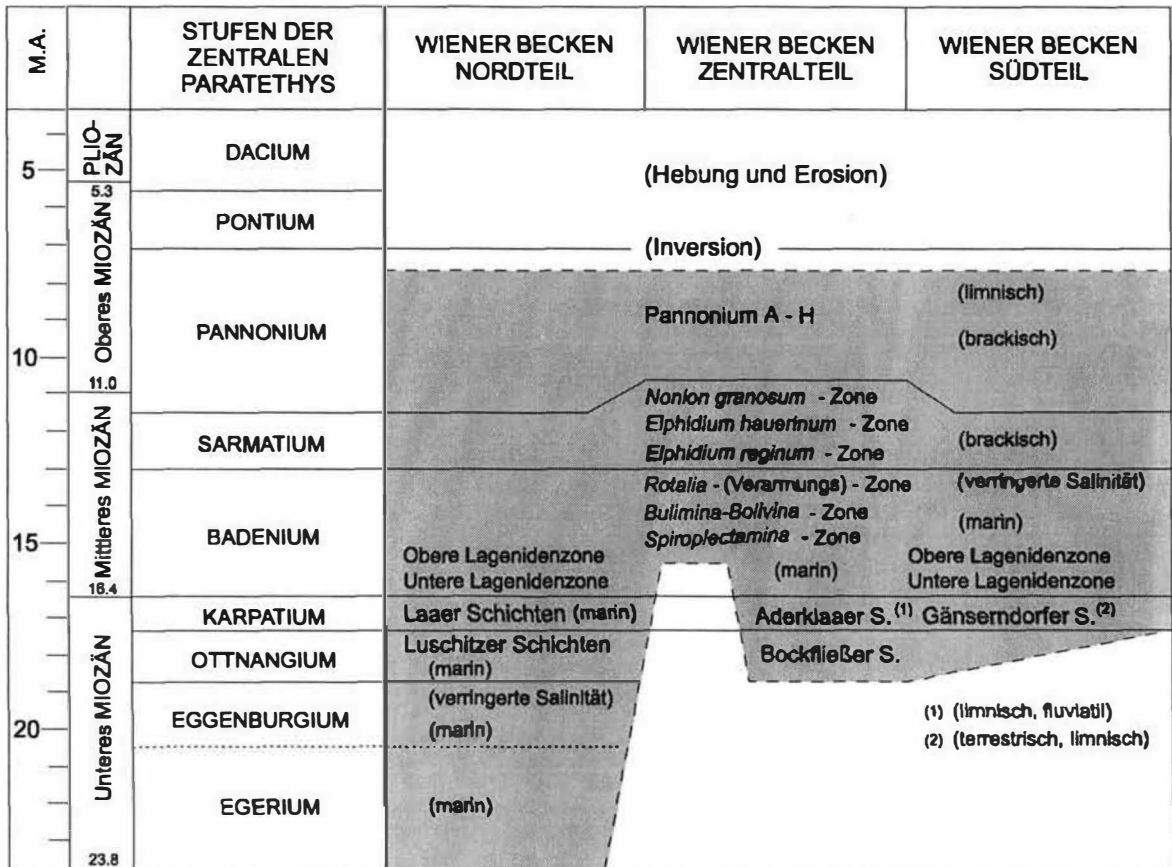 M.A.
STUFEN DER
ZENTRALEN
PARATETHYS
WIENER BECKEN
NORDTEIL
WIENER BECKEN
ZENTRALTEIL
WIENER BECKEN
SÜDTEIL
PLIO-
ZÄN
5
5.3
DACIUM
(Hebung und Erosion)
PONTIUM
(Inversion)
Oberes MIOZÄN
PANNONIUM
Pannonium A - H
(limnisch)
(brackisch)
10
11.0
Mittleres MIOZÄN
SARMATIUM
Nonion granosum - Zone
Elphidium hauerinum - Zone
Elphidium reginum - Zone
(brackisch)
BADENIUM
Rotalia - (Verarmungs) - Zone
Bulimina-Bolivina - Zone
Spiroplectamina - Zone
(marin)
(verringerte Salinität)
(marin)
15
Obere Lagenidenzone
Untere Lagenidenzone
Obere Lagenidenzone
Untere Lagenidenzone
16.4
Unteres MIOZÄN
KARPATIUM
Laaer Schichten (marin)
Aderklaaer S.(1)
Gänserndorfer S.(2)
OTTNANGIUM
Luschitzer Schichten
(marin)
Bockfließer S.
EGGENBURGIUM
(verringerte Salinität)
(marin)
20
(1) (limnisch, fluviatil)
(2) (terrestrisch, limnisch)
EGERIUM
(marin)
23.8